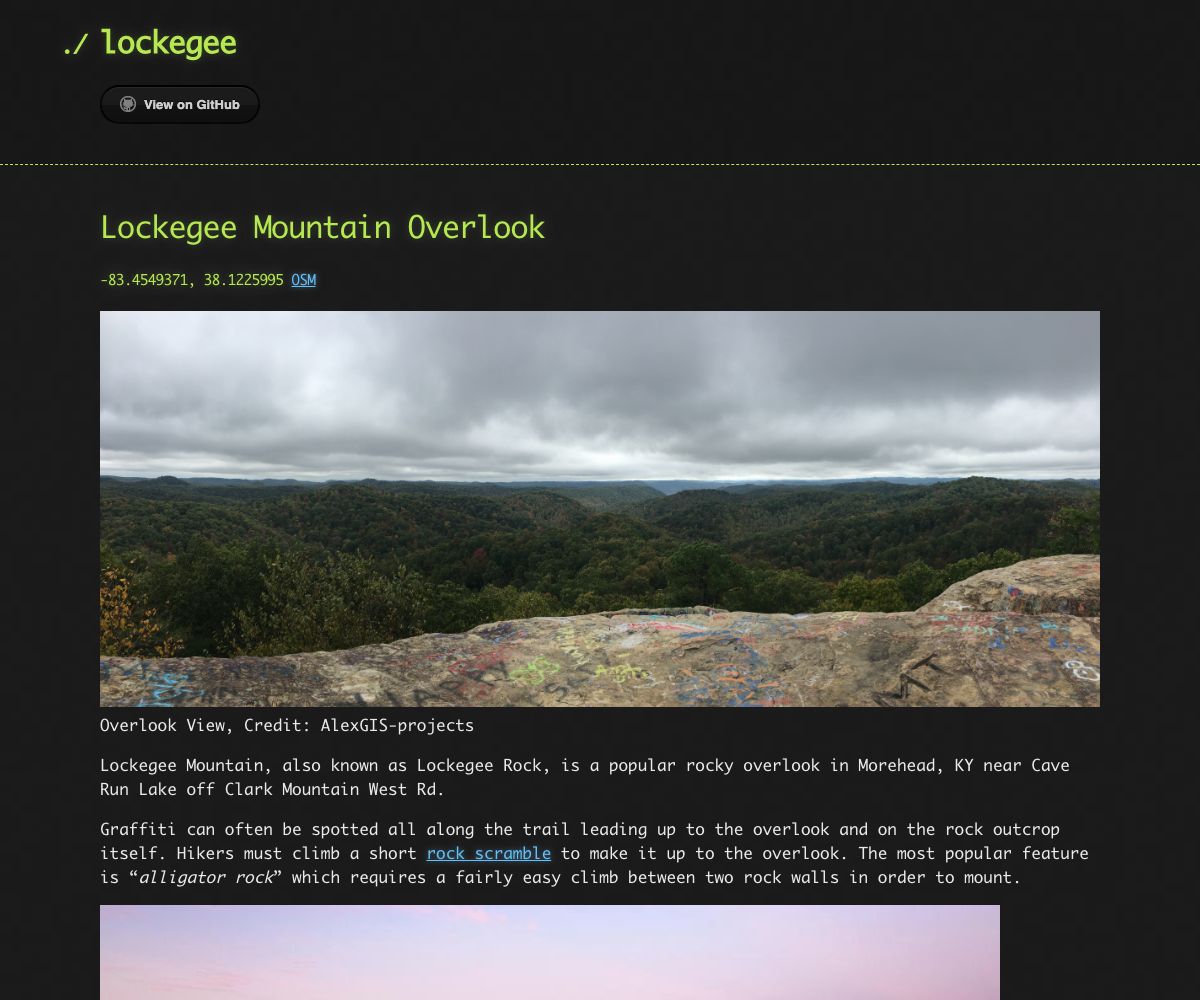 ./ lockegee
View on GitHub
Lockegee Mountain Overlook
-83.4549371, 38.1225995 OSM
Overlook View, Credit: AlexGIS-projects
Lockegee Mountain, also known as Lockegee Rock, is a popular rocky overlook in Morehead, KY near Cave
Run Lake off Clark Mountain West Rd.
Graffiti can often be spotted all along the trail leading up to the overlook and on the rock outcrop
itself. Hikers must climb a short rock scramble to make it up to the overlook. The most popular feature
is “alligator rock” which requires a fairly easy climb between two rock walls in order to mount.